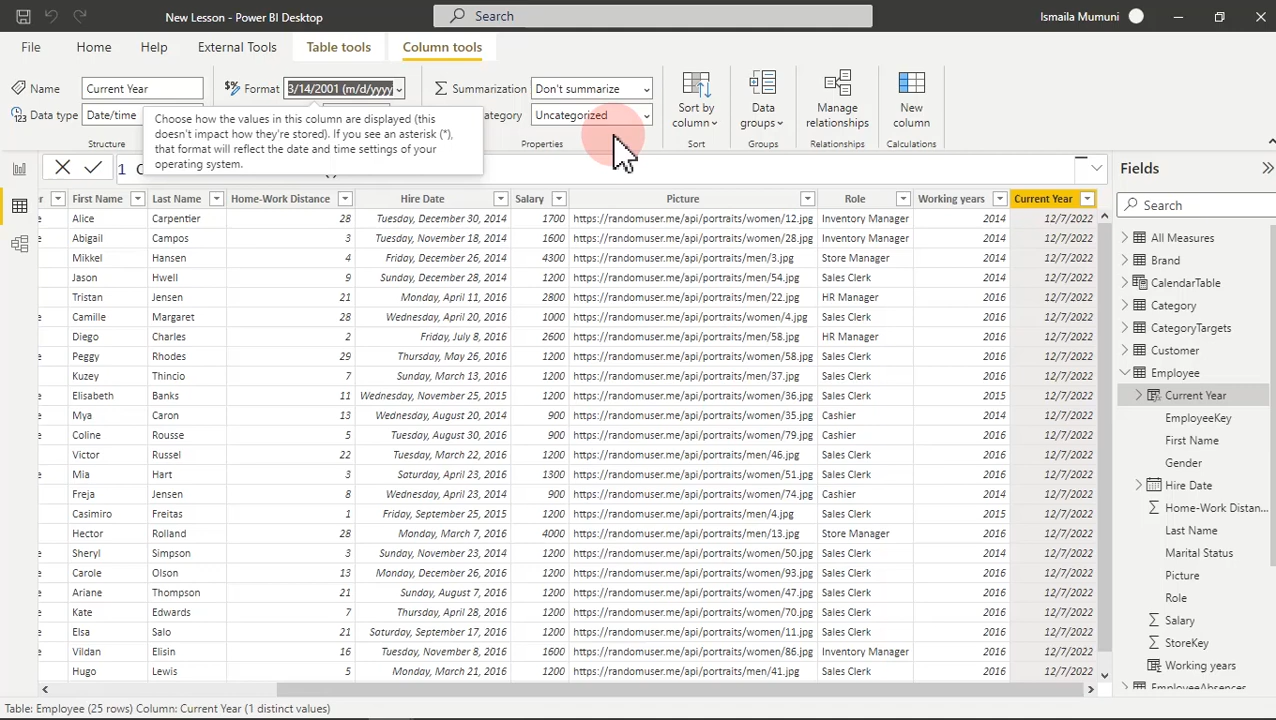 New Lesson - Power BI Desktop
Search
Ismaila Mumuni
File
Home
Help
External Tools
Table tools
Column tools
Name
Current Year
Format
3/14/2001 (m/d/yyyy
Summarization
Don't summarize
Data type
Date/time
ategory
Uncategorized
Sort by column
Data groups
Manage relationships
New column
Structure
Properties
Sort
Groups
Relationships
Calculations
Choose how the values in this column are displayed (this
doesn't impact how they're stored). If you see an asterisk (*),
that format will reflect the date and time settings of your
operating system.
1
First Name Last Name Home-Work Distance Hire Date Salary Picture Role Working years Current Year
Alice Carpentier 28 Tuesday, December 30, 2014 1700 https://randomuser.me/api/portraits/women/12.jpg Inventory Manager 2014 12/7/2022
Abigail Campos 3 Tuesday, November 18, 2014 1600 https://randomuser.me/api/portraits/women/28.jpg Inventory Manager 2014 12/7/2022
Mikkel Hansen 4 Friday, December 26, 2014 4300 https://randomuser.me/api/portraits/men/3.jpg Store Manager 2014 12/7/2022
Jason Hwell 9 Sunday, December 28, 2014 1200 https://randomuser.me/api/portraits/men/54.jpg Sales Clerk 2014 12/7/2022
Tristan Jensen 21 Monday, April 11, 2016 2800 https://randomuser.me/api/portraits/men/22.jpg HR Manager 2016 12/7/2022
Camille Margaret 28 Wednesday, April 20, 2016 1000 https://randomuser.me/api/portraits/women/4.jpg Sales Clerk 2016 12/7/2022
Diego Charles 2 Friday, July 8, 2016 2600 https://randomuser.me/api/portraits/men/58.jpg HR Manager 2016 12/7/2022
Peggy Rhodes 29 Thursday, May 26, 2016 1200 https://randomuser.me/api/portraits/women/58.jpg Sales Clerk 2016 12/7/2022
Kuzey Thincio 7 Sunday, March 13, 2016 1200 https://randomuser.me/api/portraits/men/37.jpg Sales Clerk 2016 12/7/2022
Elisabeth Banks 11 Wednesday, November 25, 2015 1200 https://randomuser.me/api/portraits/women/36.jpg Sales Clerk 2015 12/7/2022
Mya Caron 13 Wednesday, August 20, 2014 900 https://randomuser.me/api/portraits/women/35.jpg Cashier 2014 12/7/2022
Coline Rousse 5 Tuesday, August 30, 2016 900 https://randomuser.me/api/portraits/women/79.jpg Cashier 2016 12/7/2022
Victor Russel 22 Tuesday, March 22, 2016 1200 https://randomuser.me/api/portraits/men/46.jpg Sales Clerk 2016 12/7/2022
Mia Hart 3 Saturday, April 23, 2016 1300 https://randomuser.me/api/portraits/women/51.jpg Sales Clerk 2016 12/7/2022
Freja Jensen 8 Wednesday, April 23, 2014 900 https://randomuser.me/api/portraits/women/74.jpg Cashier 2014 12/7/2022
Casimiro Freitas 1 Friday, September 25, 2015 1200 https://randomuser.me/api/portraits/men/4.jpg Sales Clerk 2015 12/7/2022
Hector Rolland 28 Monday, March 7, 2016 4000 https://randomuser.me/api/portraits/men/13.jpg Store Manager 2016 12/7/2022
Sheryl Simpson 3 Sunday, November 23, 2014 1200 https://randomuser.me/api/portraits/women/50.jpg Sales Clerk 2014 12/7/2022
Carole Olson 13 Monday, December 26, 2016 1200 https://randomuser.me/api/portraits/women/93.jpg Sales Clerk 2016 12/7/2022
Ariane Thompson 21 Sunday, August 7, 2016 1200 https://randomuser.me/api/portraits/women/47.jpg Sales Clerk 2016 12/7/2022
Kate Edwards 7 Thursday, April 28, 2016 1200 https://randomuser.me/api/portraits/women/70.jpg Sales Clerk 2016 12/7/2022
Elsa Salo 21 Saturday, September 17, 2016 1200 https://randomuser.me/api/portraits/women/11.jpg Sales Clerk 2016 12/7/2022
Vildan Elisin 16 Tuesday, November 8, 2016 1600 https://randomuser.me/api/portraits/women/86.jpg Inventory Manager 2016 12/7/2022
Hugo Lewis 5 Monday, March 21, 2016 1200 https://randomuser.me/api/portraits/men/41.jpg Sales Clerk 2016 12/7/2022
Fields
Search
All Measures
Brand
CalendarTable
Category
CategoryTargets
Customer
Employee
Current Year
EmployeeKey
First Name
Gender
Hire Date
Home-Work Distan...
Last Name
Marital Status
Picture
Role
Salary
StoreKey
Working years
EmployeeAbsences
Table: Employee (25 rows) Column: Current Year (1 distinct values)